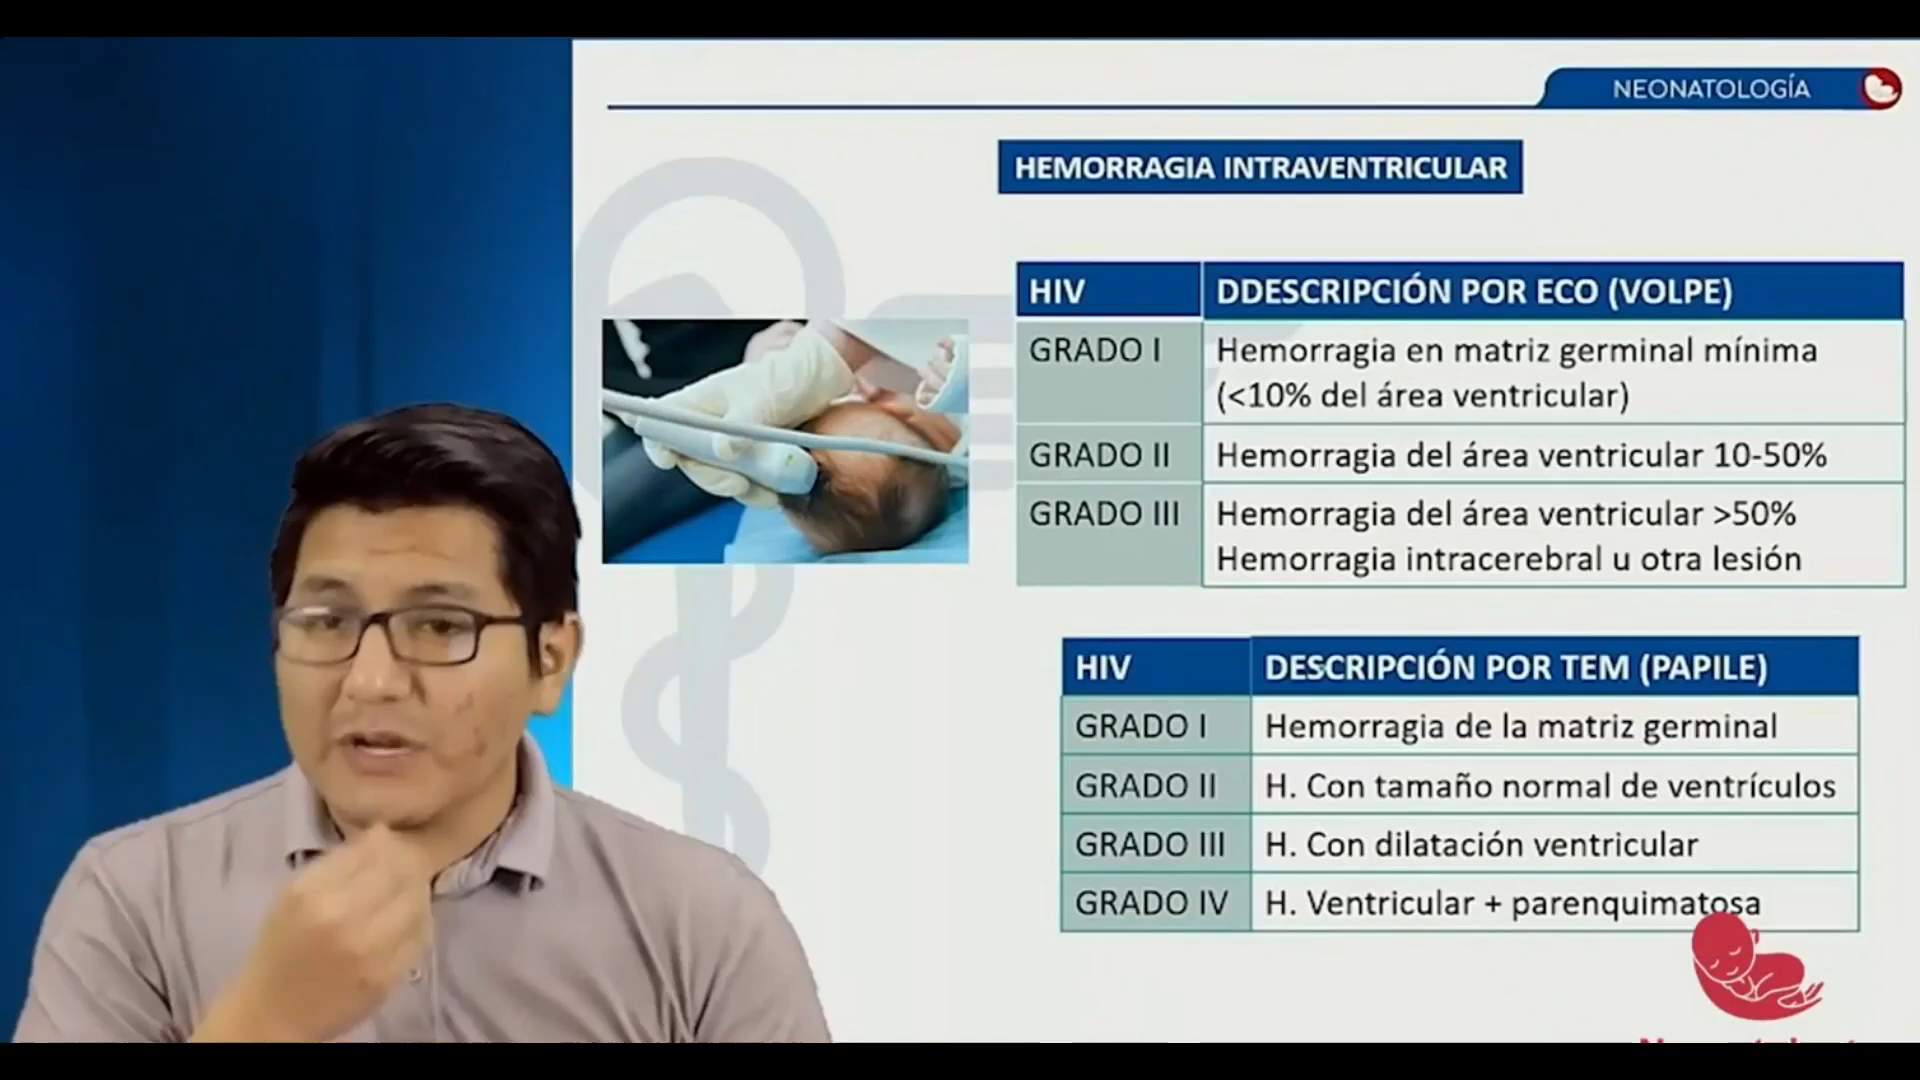 NEONATOLOGÍA
HEMORRAGIA INTRAVENTRICULAR
HIV DDESCRIPCIÓN POR ECO (VOLPE)
GRADO I Hemorragia en matriz germinal mínima
(<10% del área ventricular)
GRADO II Hemorragia del área ventricular 10-50%
GRADO III Hemorragia del área ventricular >50%
Hemorragia intracerebral u otra lesión
HIV DESCRIPCIÓN POR TEM (PAPILE)
GRADO I Hemorragia de la matriz germinal
GRADO II H. Con tamaño normal de ventrículos
GRADO III H. Con dilatación ventricular
GRADO IV H. Ventricular + parenquimatosa